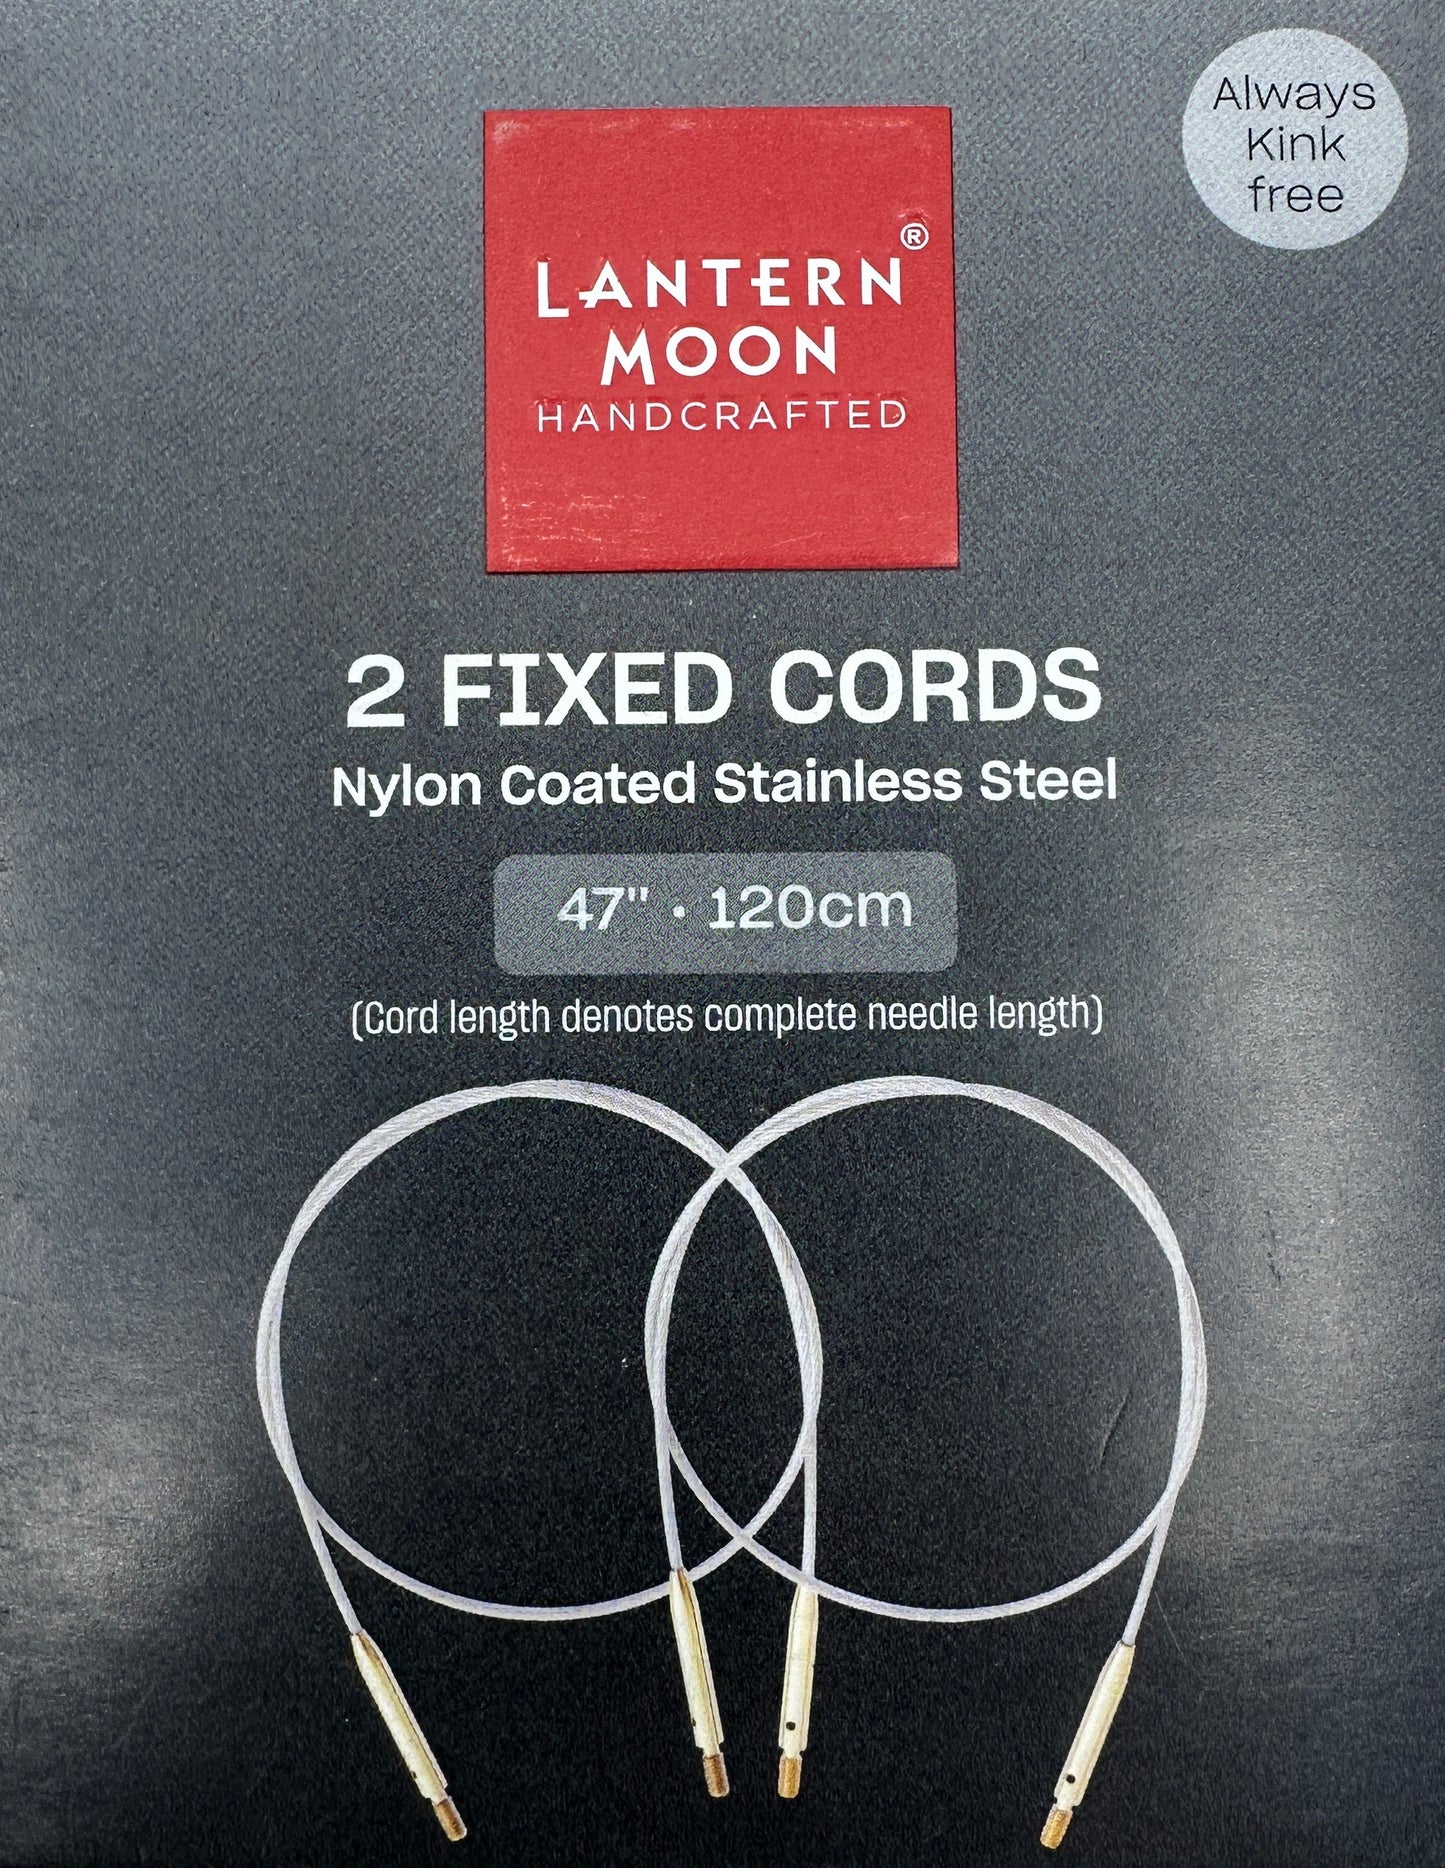 Always
Kink
free
LANTERN
MOON®
HANDCRAFTED
2 FIXED CORDS
Nylon Coated Stainless Steel
47" · 120cm
(Cord length denotes complete needle length)